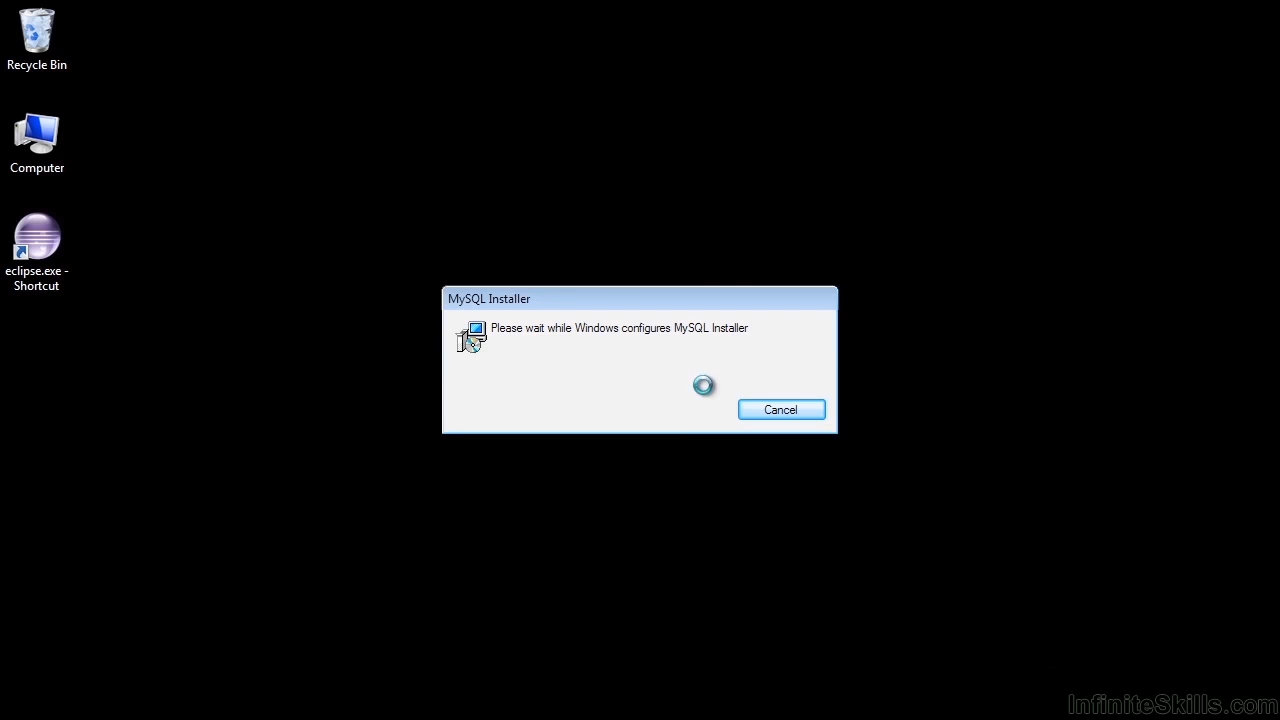 Recycle Bin
Computer
eclipse.exe -
Shortcut
MySQL Installer
Please wait while Windows configures MySQL Installer
Cancel
InfiniteSkills.com